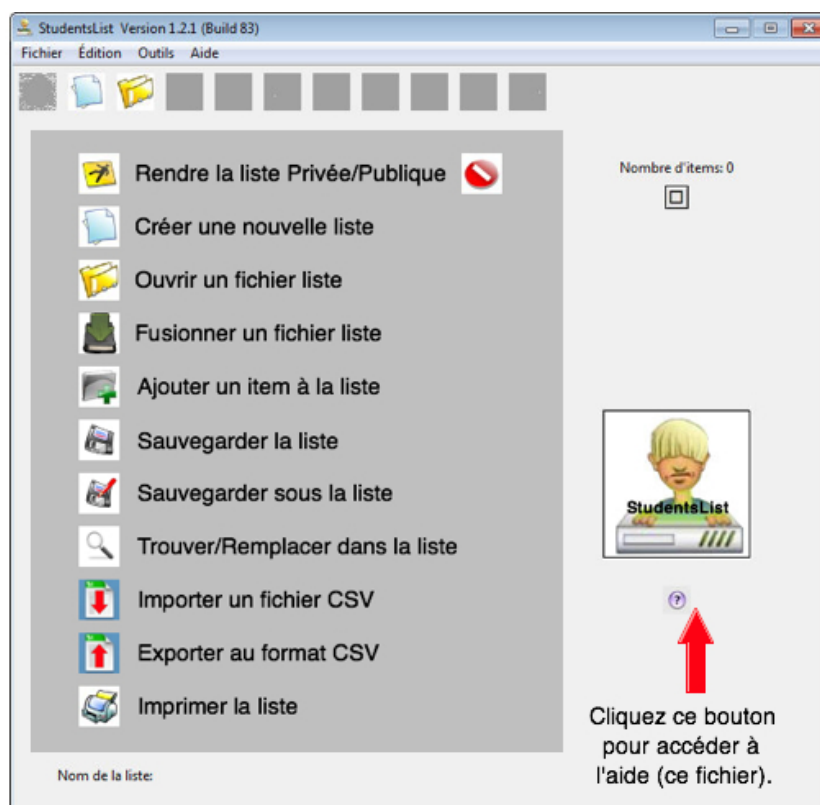 StudentsList Version 1.2.1 (Build 83)
Fichier Édition Outils Aide
Rendre la liste Privée/Publique
Nombre d'items: 0
Créer une nouvelle liste
Ouvrir un fichier liste
Fusionner un fichier liste
Ajouter un item à la liste
Sauvegarder la liste
Sauvegarder sous la liste
Trouver/Remplacer dans la liste
Importer un fichier CSV
Exporter au format CSV
Imprimer la liste
StudentsList
?
Cliquez ce bouton
pour accéder à
l'aide (ce fichier).
Nom de la liste: